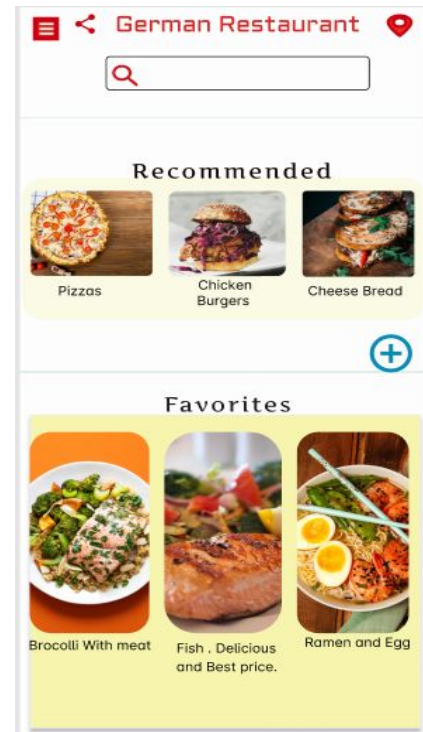 German Restaurant
Recommended
Pizzas
Chicken
Burgers
Cheese Bread
Favorites
Brocolli With meat
Fish . Delicious
and Best price.
Ramen and Egg